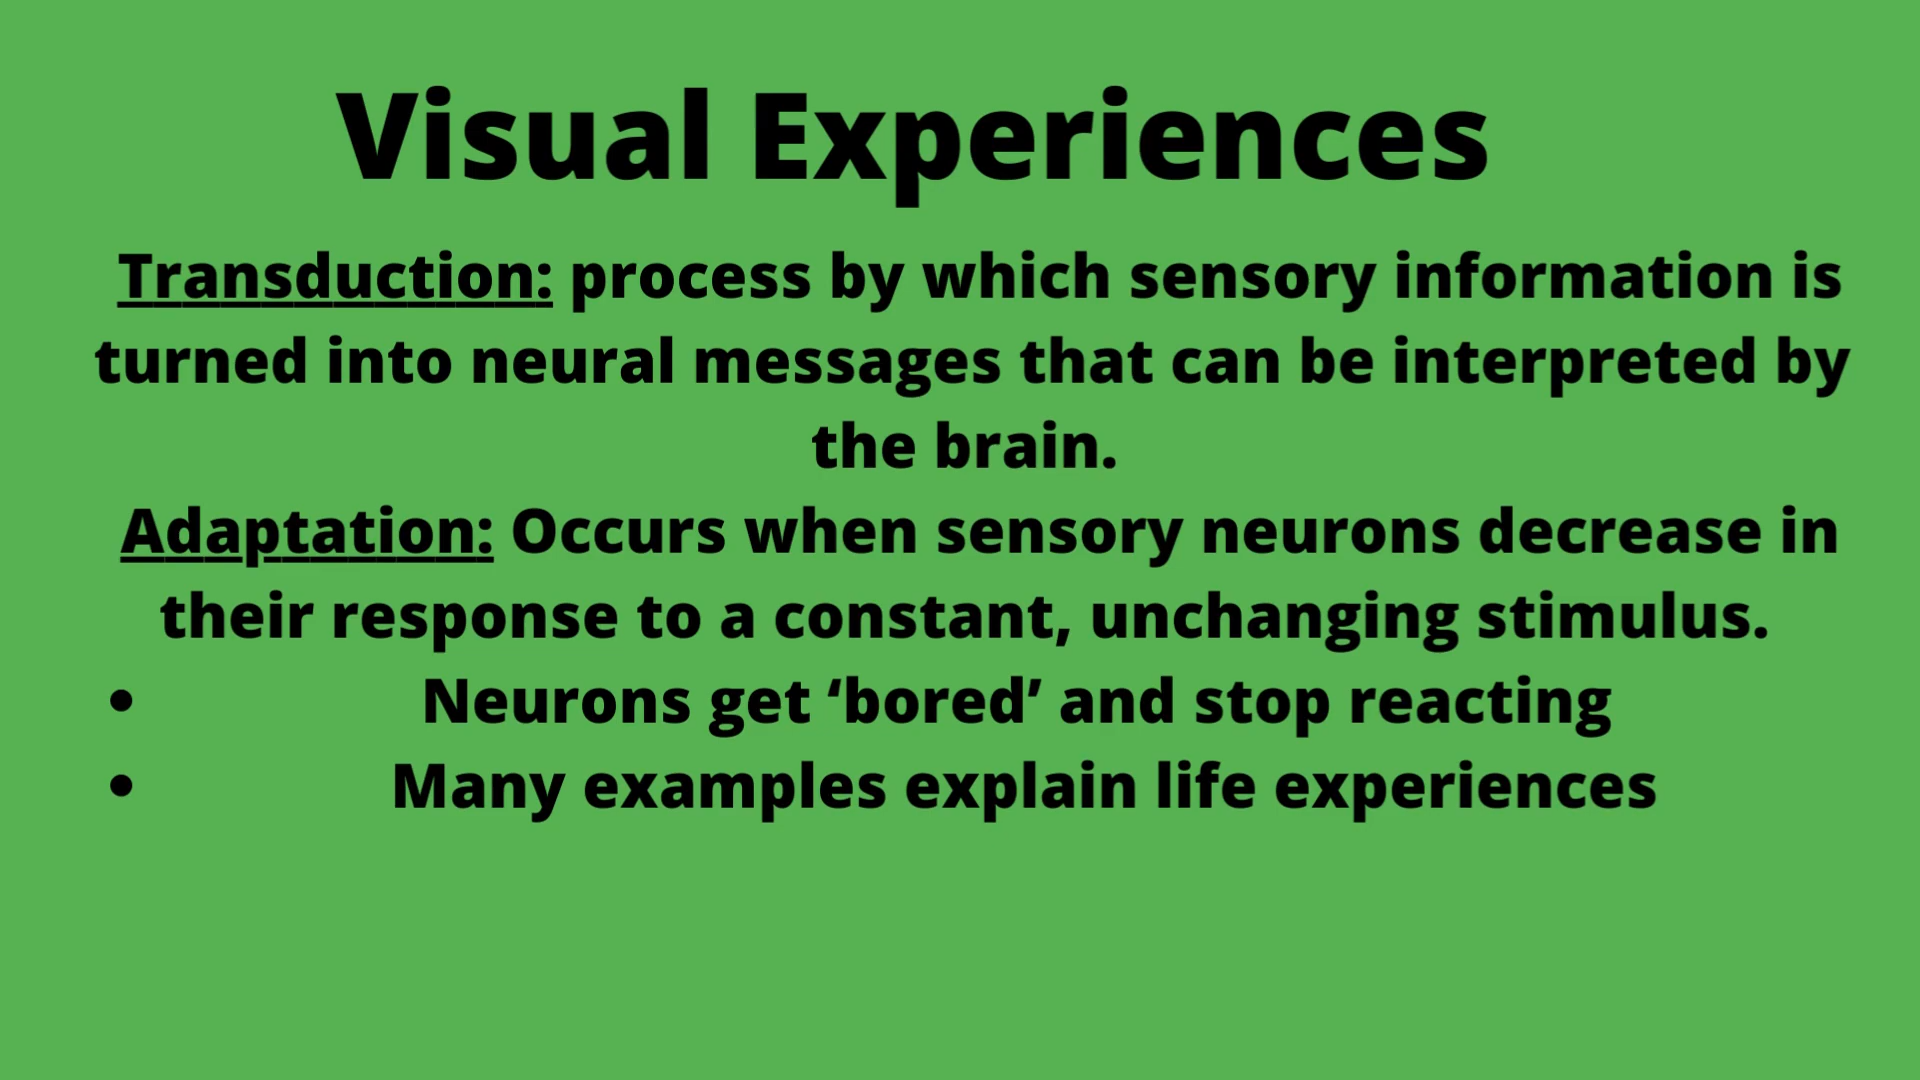 Visual Experiences
Transduction: process by which sensory information is
turned into neural messages that can be interpreted by
the brain.
Adaptation: Occurs when sensory neurons decrease in
their response to a constant, unchanging stimulus.
• Neurons get ‘bored’ and stop reacting
• Many examples explain life experiences